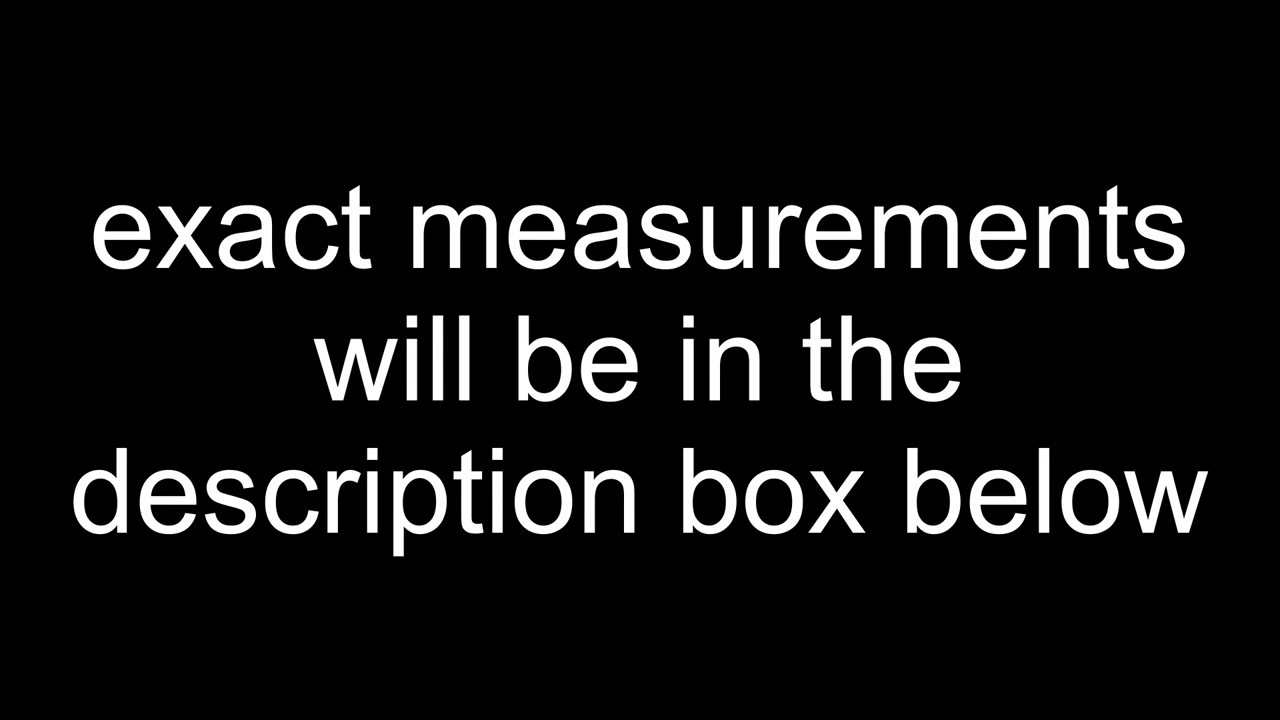 exact measurements
will be in the
description box below